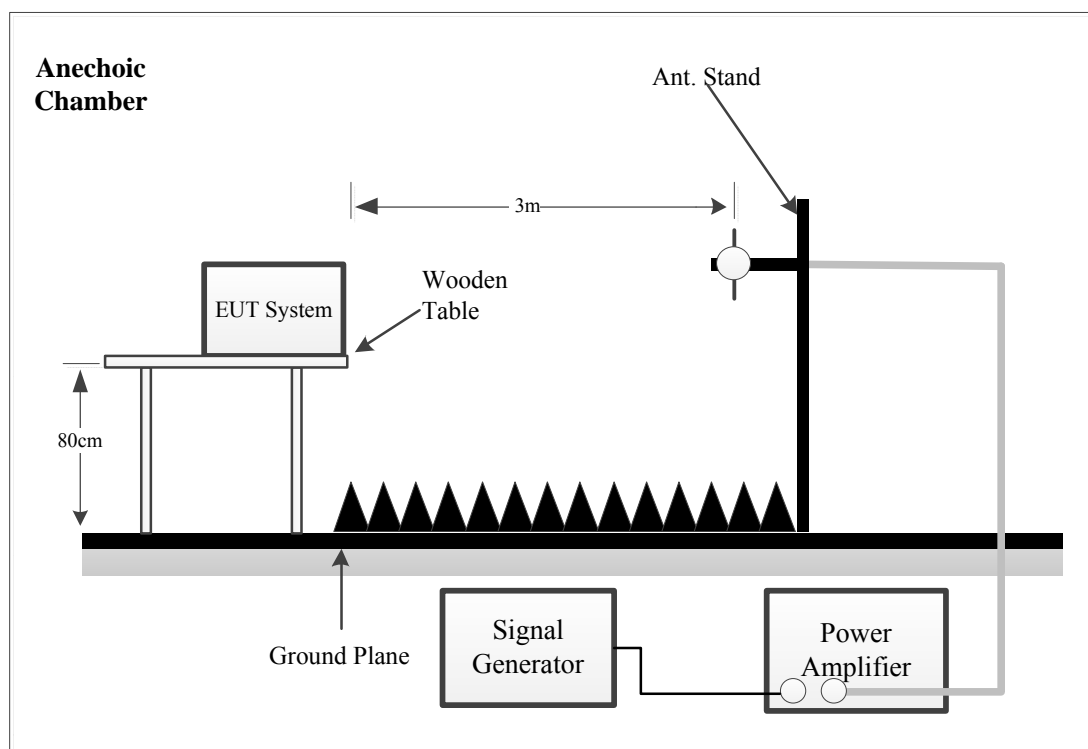 Anechoic
Chamber
Ant. Stand
3m
Wooden
Table
EUT System
80cm
Ground Plane
Signal
Generator
Power
Amplifier